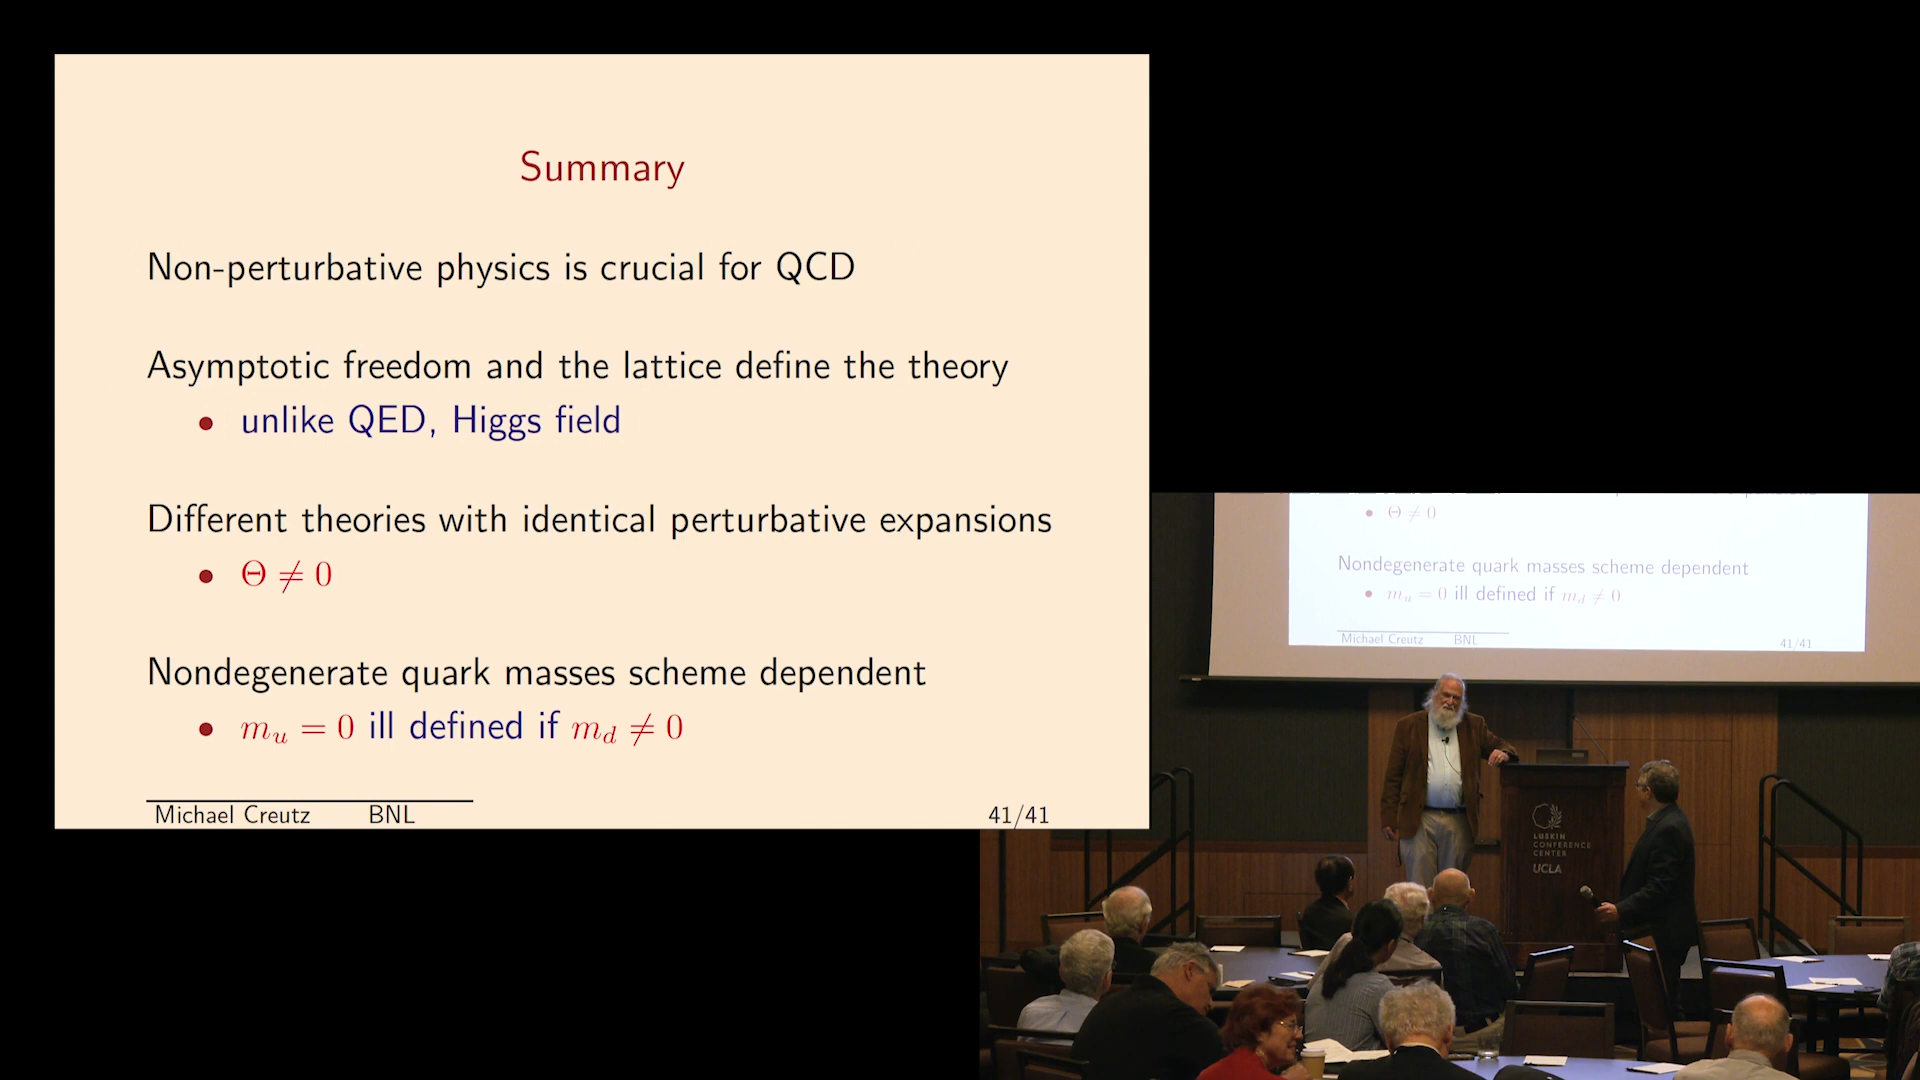 Summary
Non-perturbative physics is crucial for QCD
Asymptotic freedom and the lattice define the theory
• unlike QED, Higgs field
Different theories with identical perturbative expansions
• Θ ≠ 0
Nondegenerate quark masses scheme dependent
• m_u = 0 ill defined if m_d ≠ 0
Michael Creutz BNL 41/41
• Θ ≠ 0
Nondegenerate quark masses scheme dependent
• m_u = 0 ill defined if m_d ≠ 0
Michael Creutz BNL 41/41
LUSKIN
CONFERENCE
CENTER
UCLA